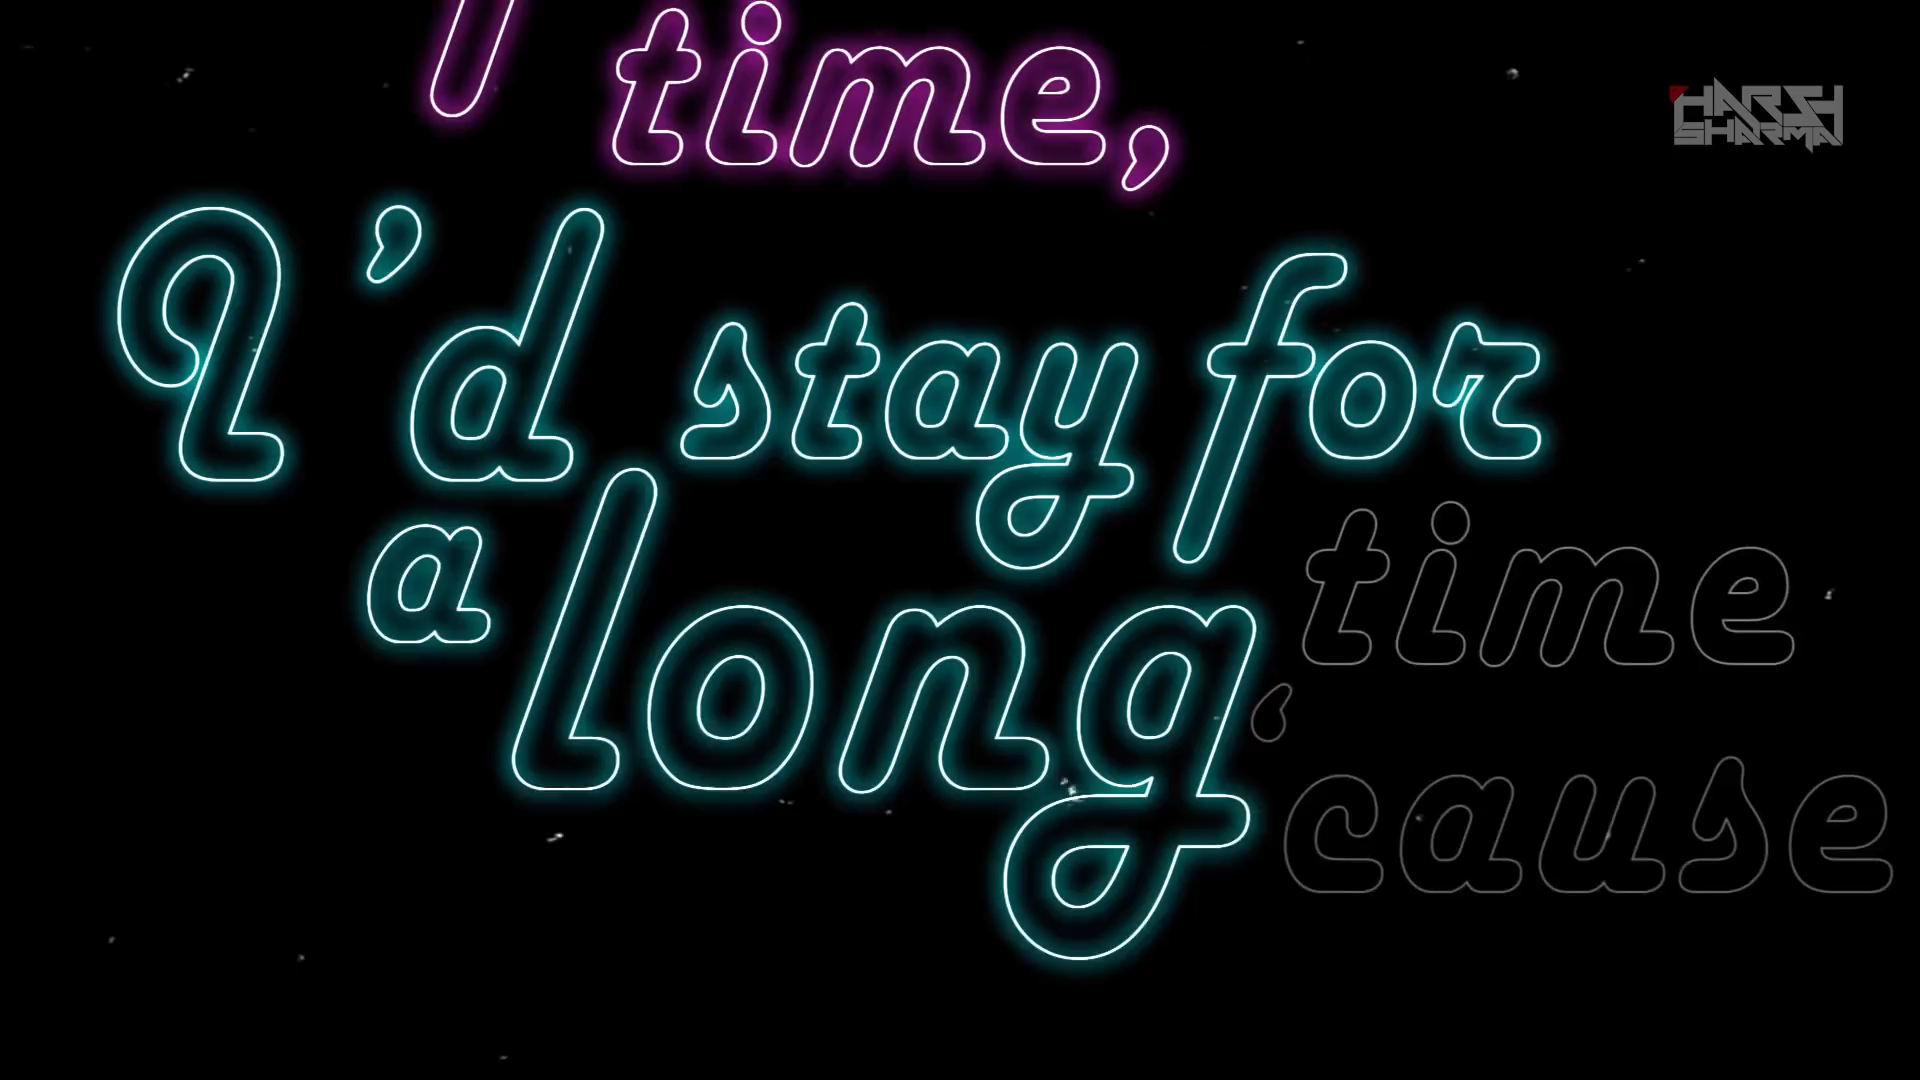 time,
HARSH
SHARMA
I'd stay for
a long time
'cause